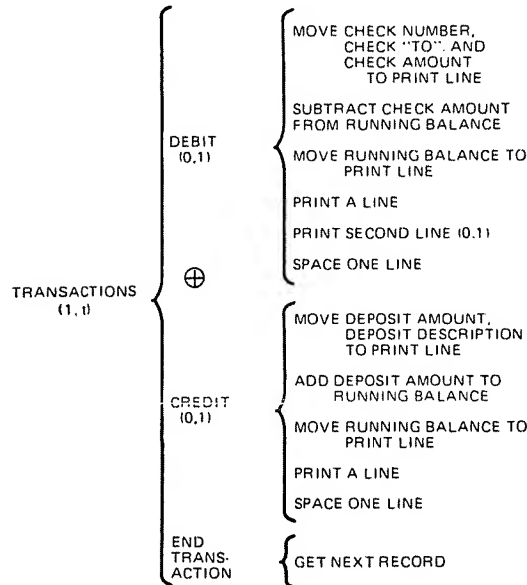 MOVE CHECK NUMBER,
CHECK "TO". AND
CHECK AMOUNT
TO PRINT LINE
SUBTRACT CHECK AMOUNT
FROM RUNNING BALANCE
DEBIT
(0,1)
MOVE RUNNING BALANCE TO
PRINT LINE
PRINT A LINE
PRINT SECOND LINE (0.1)
SPACE ONE LINE
⊕
TRANSACTIONS
(1, t)
MOVE DEPOSIT AMOUNT,
DEPOSIT DESCRIPTION
TO PRINT LINE
ADD DEPOSIT AMOUNT TO
RUNNING BALANCE
CREDIT
(0,1)
MOVE RUNNING BALANCE TO
PRINT LINE
PRINT A LINE
SPACE ONE LINE
END
TRANS-
ACTION
GET NEXT RECORD